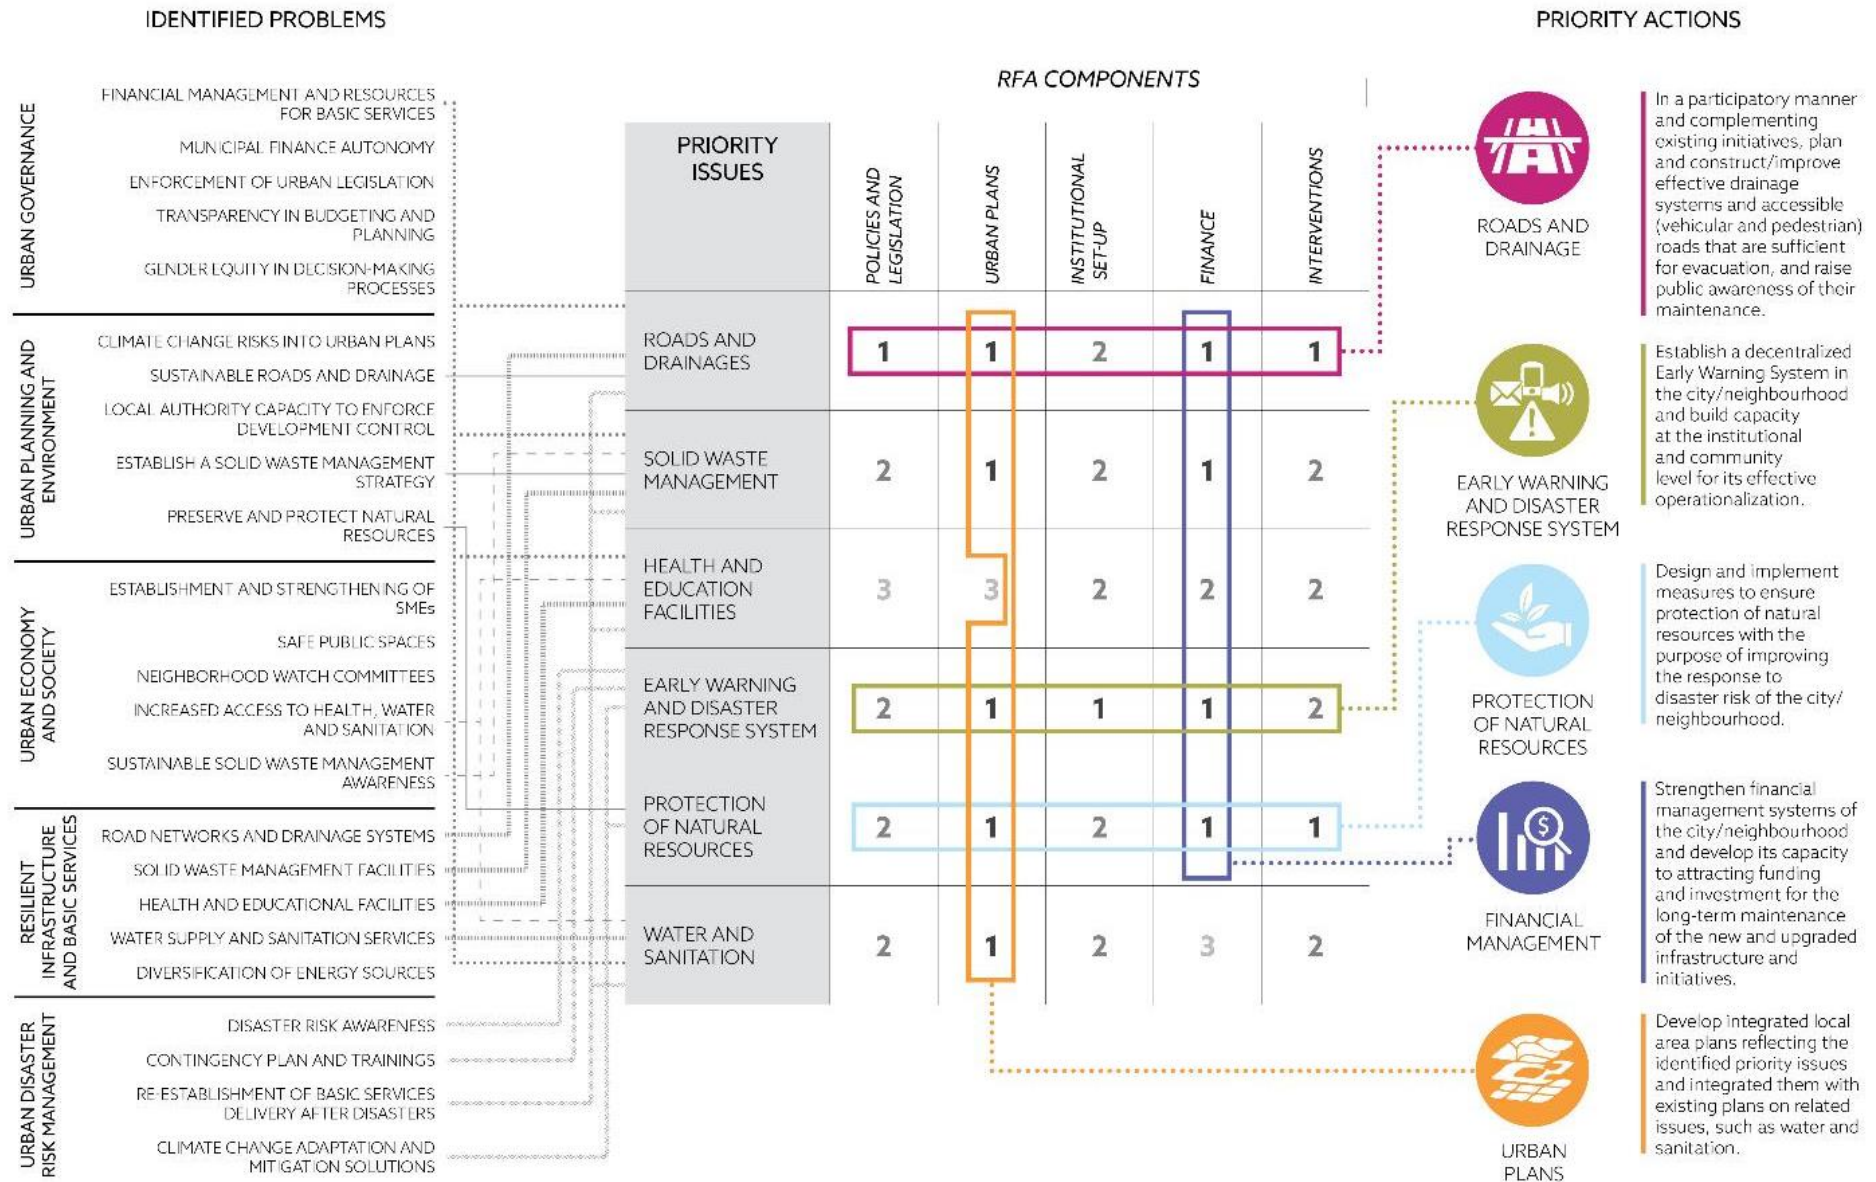 IDENTIFIED PROBLEMS
PRIORITY ACTIONS
RFA COMPONENTS
URBAN GOVERNANCE
FINANCIAL MANAGEMENT AND RESOURCES
FOR BASIC SERVICES
MUNICIPAL FINANCE AUTONOMY
ENFORCEMENT OF URBAN LEGISLATION
TRANSPARENCY IN BUDGETING AND
PLANNING
GENDER EQUITY IN DECISION-MAKING
PROCESSES
URBAN PLANNING AND
ENVIRONMENT
CLIMATE CHANGE RISKS INTO URBAN PLANS
SUSTAINABLE ROADS AND DRAINAGE
LOCAL AUTHORITY CAPACITY TO ENFORCE
DEVELOPMENT CONTROL
ESTABLISH A SOLID WASTE MANAGEMENT
STRATEGY
PRESERVE AND PROTECT NATURAL
RESOURCES
URBAN ECONOMY
AND SOCIETY
ESTABLISHMENT AND STRENGTHENING OF
SMEs
SAFE PUBLIC SPACES
NEIGHBORHOOD WATCH COMMITTEES
INCREASED ACCESS TO HEALTH, WATER
AND SANITATION
SUSTAINABLE SOLID WASTE MANAGEMENT
AWARENESS
RESILIENT
INFRASTRUCTURE
AND BASIC SERVICES
ROAD NETWORKS AND DRAINAGE SYSTEMS
SOLID WASTE MANAGEMENT FACILITIES
HEALTH AND EDUCATIONAL FACILITIES
WATER SUPPLY AND SANITATION SERVICES
DIVERSIFICATION OF ENERGY SOURCES
URBAN DISASTER
RISK MANAGEMENT
DISASTER RISK AWARENESS
CONTINGENCY PLAN AND TRAININGS
RE-ESTABLISHMENT OF BASIC SERVICES
DELIVERY AFTER DISASTERS
CLIMATE CHANGE ADAPTATION AND
MITIGATION SOLUTIONS
PRIORITY
ISSUES
POLICIES AND
LEGISLATION
URBAN PLANS
INSTITUTIONAL
SET-UP
FINANCE
INTERVENTIONS
ROADS AND
DRAINAGES
1 1 2 1 1
SOLID WASTE
MANAGEMENT
2 1 2 1 2
HEALTH AND
EDUCATION
FACILITIES
3 3 2 2 2
EARLY WARNING
AND DISASTER
RESPONSE SYSTEM
2 1 1 1 2
PROTECTION
OF NATURAL
RESOURCES
2 1 2 1 1
WATER AND
SANITATION
2 1 2 3 2
ROADS AND
DRAINAGE
In a participatory manner
and complementing
existing initiatives, plan
and construct/improve
effective drainage
systems and accessible
(vehicular and pedestrian)
roads that are sufficient
for evacuation, and raise
public awareness of their
maintenance.
EARLY WARNING
AND DISASTER
RESPONSE SYSTEM
Establish a decentralized
Early Warning System in
the city/neighbourhood
and build capacity
at the institutional
and community
level for its effective
operationalization.
PROTECTION
OF NATURAL
RESOURCES
Design and implement
measures to ensure
protection of natural
resources with the
purpose of improving
the response to
disaster risk of the city/
neighbourhood.
$
FINANCIAL
MANAGEMENT
Strengthen financial
management systems of
the city/neighbourhood
and develop its capacity
to attracting funding
and investment for the
long-term maintenance
of the new and upgraded
infrastructure and
initiatives.
URBAN
PLANS
Develop integrated local
area plans reflecting the
identified priority issues
and integrated them with
existing plans on related
issues, such as water and
sanitation.